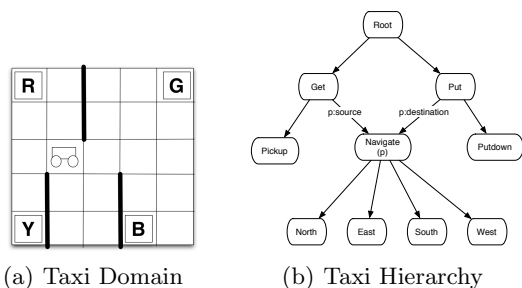 R
G
Y
B
(a) Taxi Domain
Root
Get
Put
p:source
p:destination
Pickup
Navigate
(p)
Putdown
North
East
South
West
(b) Taxi Hierarchy